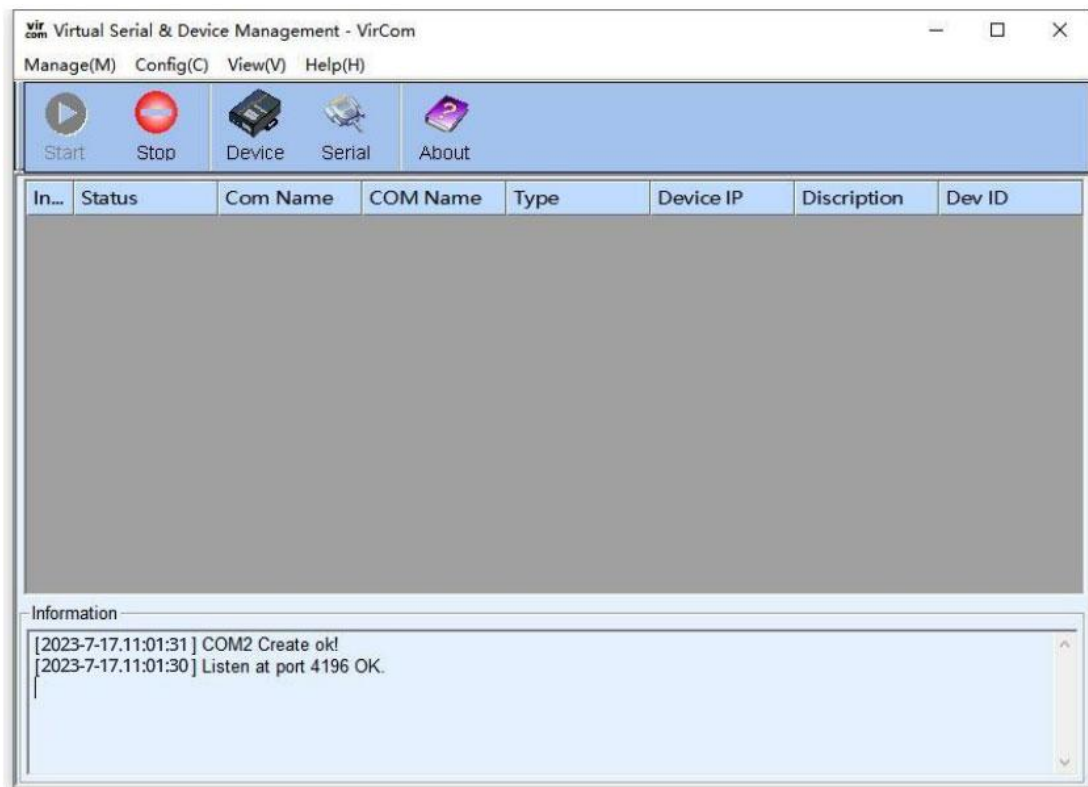 vir com Virtual Serial & Device Management - VirCom
Manage(M) Config(C) View(V) Help(H)
Start Stop Device Serial About
In... Status Com Name COM Name Type Device IP Discription Dev ID
Information
[2023-7-17.11:01:31] COM2 Create ok!
[2023-7-17.11:01:30] Listen at port 4196 OK.